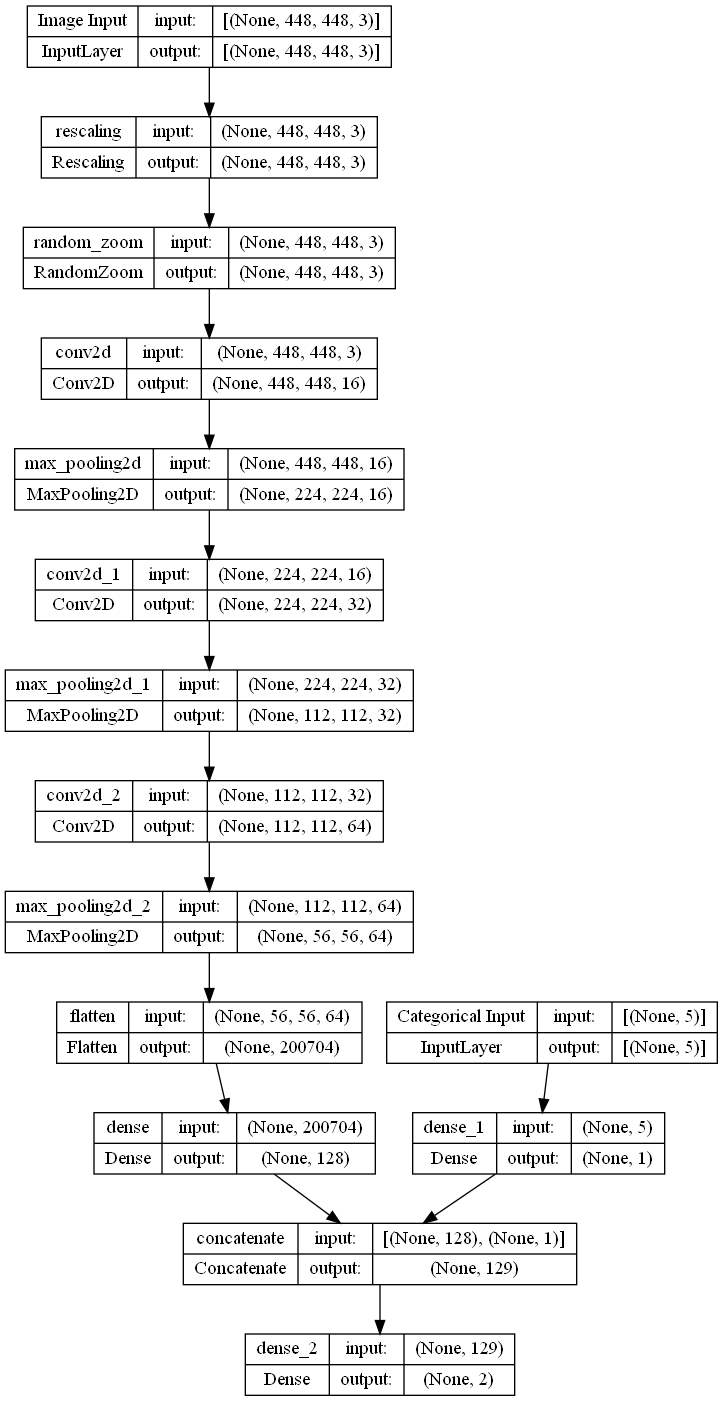 Image Input input: [(None, 448, 448, 3)]
InputLayer output: [(None, 448, 448, 3)]
rescaling input: (None, 448, 448, 3)
Rescaling output: (None, 448, 448, 3)
random_zoom input: (None, 448, 448, 3)
RandomZoom output: (None, 448, 448, 3)
conv2d input: (None, 448, 448, 3)
Conv2D output: (None, 448, 448, 16)
max_pooling2d input: (None, 448, 448, 16)
MaxPooling2D output: (None, 224, 224, 16)
conv2d_1 input: (None, 224, 224, 16)
Conv2D output: (None, 224, 224, 32)
max_pooling2d_1 input: (None, 224, 224, 32)
MaxPooling2D output: (None, 112, 112, 32)
conv2d_2 input: (None, 112, 112, 32)
Conv2D output: (None, 112, 112, 64)
max_pooling2d_2 input: (None, 112, 112, 64)
MaxPooling2D output: (None, 56, 56, 64)
flatten input: (None, 56, 56, 64)
Flatten output: (None, 200704)
Categorical Input input: [(None, 5)]
InputLayer output: [(None, 5)]
dense input: (None, 200704)
Dense output: (None, 128)
dense_1 input: (None, 5)
Dense output: (None, 1)
concatenate input: [(None, 128), (None, 1)]
Concatenate output: (None, 129)
dense_2 input: (None, 129)
Dense output: (None, 2)